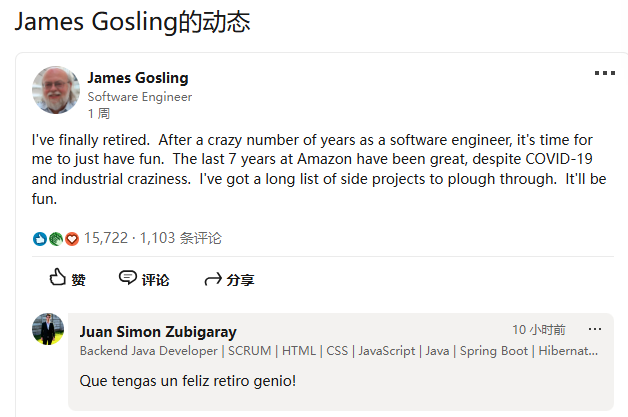 James Gosling的动态
James Gosling
Software Engineer
1 周
I've finally retired.  After a crazy number of years as a software engineer, it's time for
me to just have fun.  The last 7 years at Amazon have been great, despite COVID-19
and industrial craziness.  I've got a long list of side projects to plough through.  It'll be
fun.
15,722 · 1,103 条评论
赞 评论 分享
Juan Simon Zubigaray 10 小时前
Backend Java Developer | SCRUM | HTML | CSS | JavaScript | Java | Spring Boot | Hibernat...
Que tengas un feliz retiro genio!